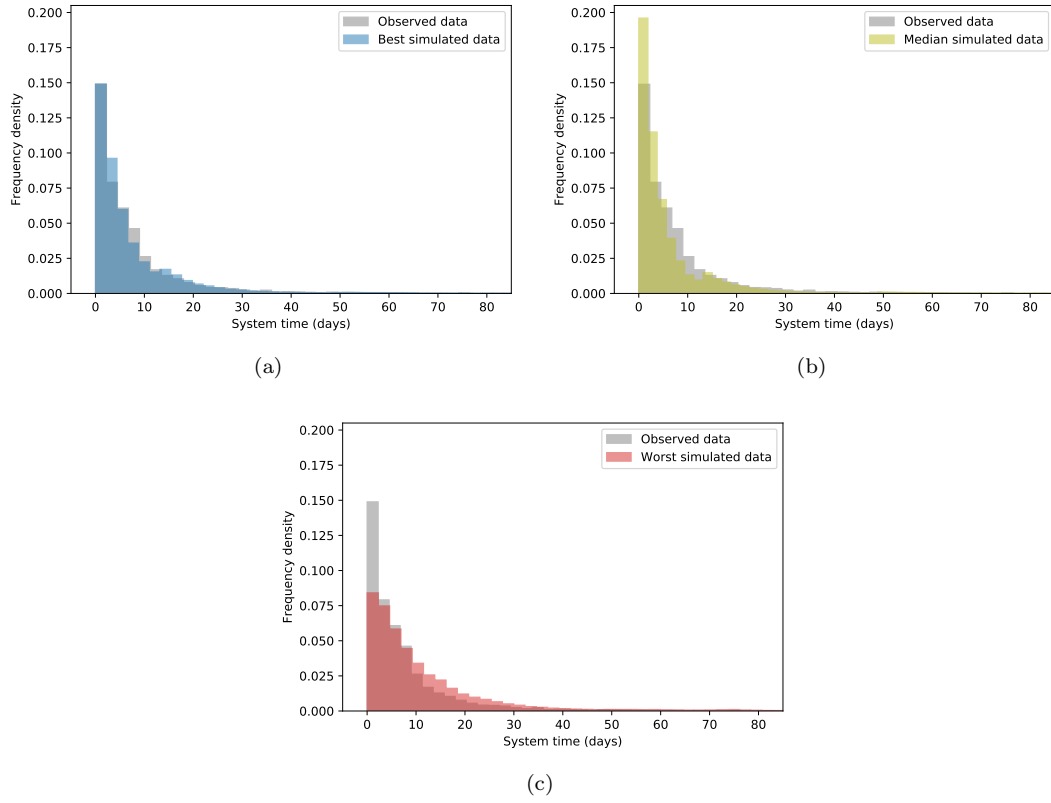 0.200
0.175
0.150
0.125
0.100
0.075
0.050
0.025
0.000
Frequency density
Observed data
Best simulated data
0 10 20 30 40 50 60 70 80
System time (days)
(a)
0.200
0.175
0.150
0.125
0.100
0.075
0.050
0.025
0.000
Frequency density
Observed data
Median simulated data
0 10 20 30 40 50 60 70 80
System time (days)
(b)
0.200
0.175
0.150
0.125
0.100
0.075
0.050
0.025
0.000
Frequency density
Observed data
Worst simulated data
0 10 20 30 40 50 60 70 80
System time (days)
(c)